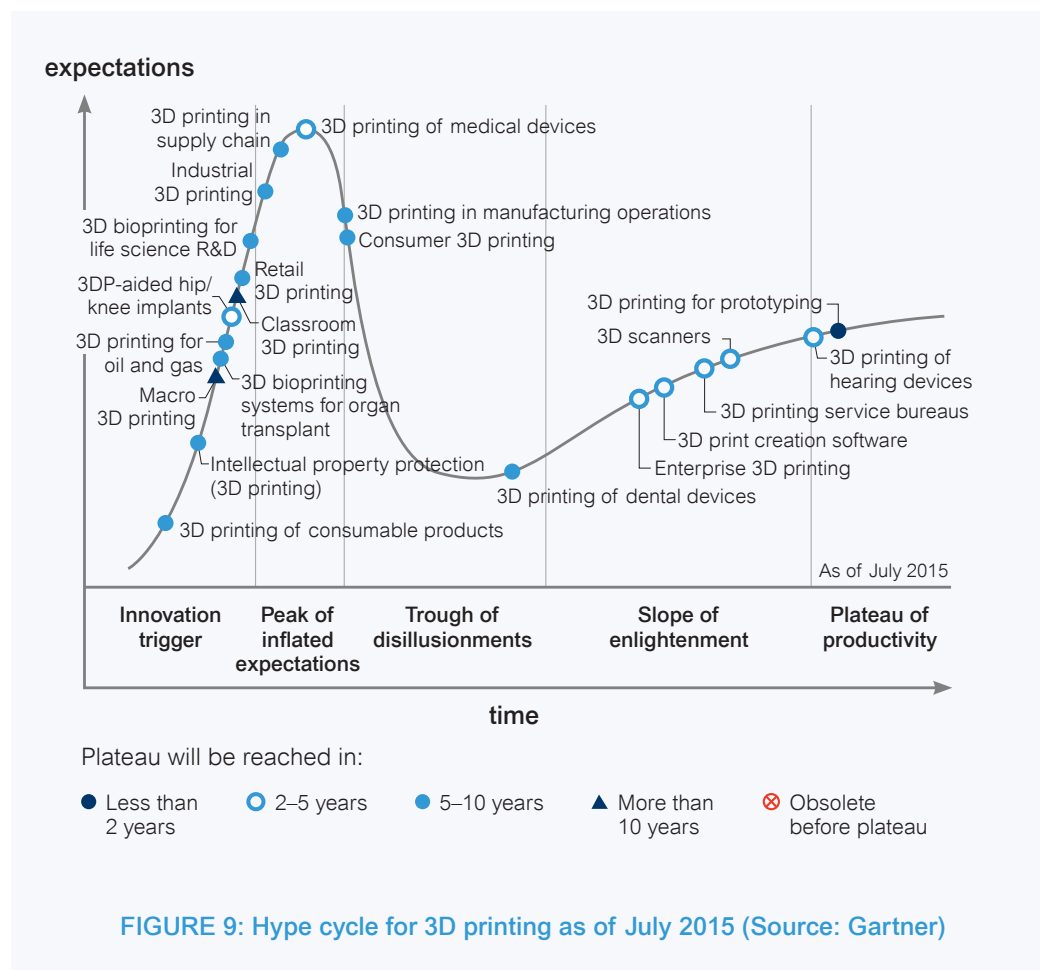 expectations
3D printing in
supply chain
3D printing of medical devices
Industrial
3D printing
3D printing in manufacturing operations
3D bioprinting for
life science R&D
Consumer 3D printing
Retail
3D printing
3DP-aided hip/
knee implants
Classroom
3D printing
3D printing for
oil and gas
3D bioprinting
systems for organ
transplant
Macro
3D printing
Intellectual property protection
(3D printing)
3D printing of consumable products
3D printing of dental devices
3D printing for prototyping
3D scanners
3D printing of
hearing devices
3D printing service bureaus
3D print creation software
Enterprise 3D printing
As of July 2015
Innovation
trigger
Peak of
inflated
expectations
Trough of
disillusionments
Slope of
enlightenment
Plateau of
productivity
time
Plateau will be reached in:
Less than
2 years
2–5 years
5–10 years
More than
10 years
Obsolete
before plateau
FIGURE 9: Hype cycle for 3D printing as of July 2015 (Source: Gartner)